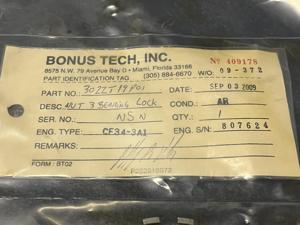 BONUS TECH, INC.
Nº 409178
8575 N.W. 79 Avenue Bay G • Miami, Florida 33166
PART IDENTIFICATION TAG (305) 884-6670 W/O: 09-372
PART NO.: 3022T19P01 DATE: SEP 03 2009
DESC: NUT 3 BEARING Lock COND.: AR
SER. NO.: NSN QTY.: 1
ENG. TYPE: CF34-3A1 ENG. S/N: 807624
REMARKS:
FORM: BT02